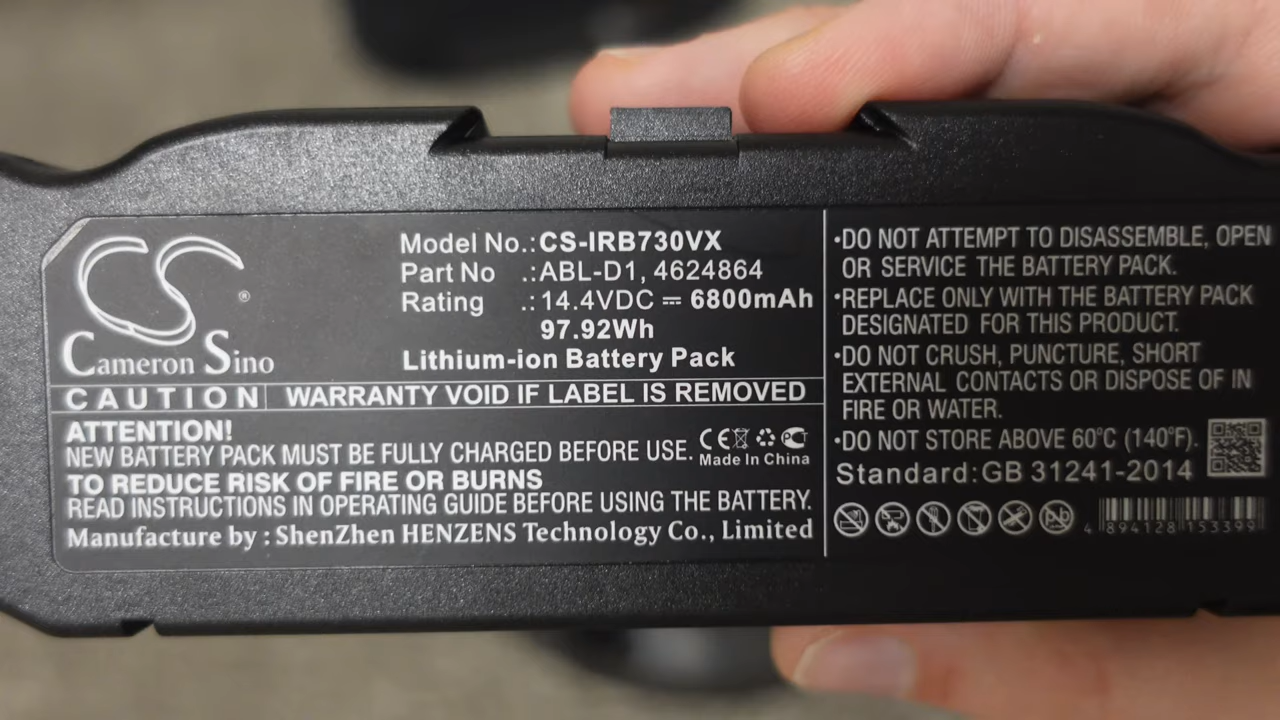 Cameron Sino
®
Model No.:CS-IRB730VX
Part No .:ABL-D1, 4624864
Rating .:14.4VDC ⎓ 6800mAh
97.92Wh
Lithium-ion Battery Pack
CAUTION WARRANTY VOID IF LABEL IS REMOVED
ATTENTION!
NEW BATTERY PACK MUST BE FULLY CHARGED BEFORE USE.
CE
Made In China
TO REDUCE RISK OF FIRE OR BURNS
READ INSTRUCTIONS IN OPERATING GUIDE BEFORE USING THE BATTERY.
Manufacture by : ShenZhen HENZENS Technology Co., Limited
•DO NOT ATTEMPT TO DISASSEMBLE, OPEN
OR SERVICE THE BATTERY PACK.
•REPLACE ONLY WITH THE BATTERY PACK
DESIGNATED FOR THIS PRODUCT.
•DO NOT CRUSH, PUNCTURE, SHORT
EXTERNAL CONTACTS OR DISPOSE OF IN
FIRE OR WATER.
•DO NOT STORE ABOVE 60°C (140°F).
Standard:GB 31241-2014
Pb
4 894128 153399